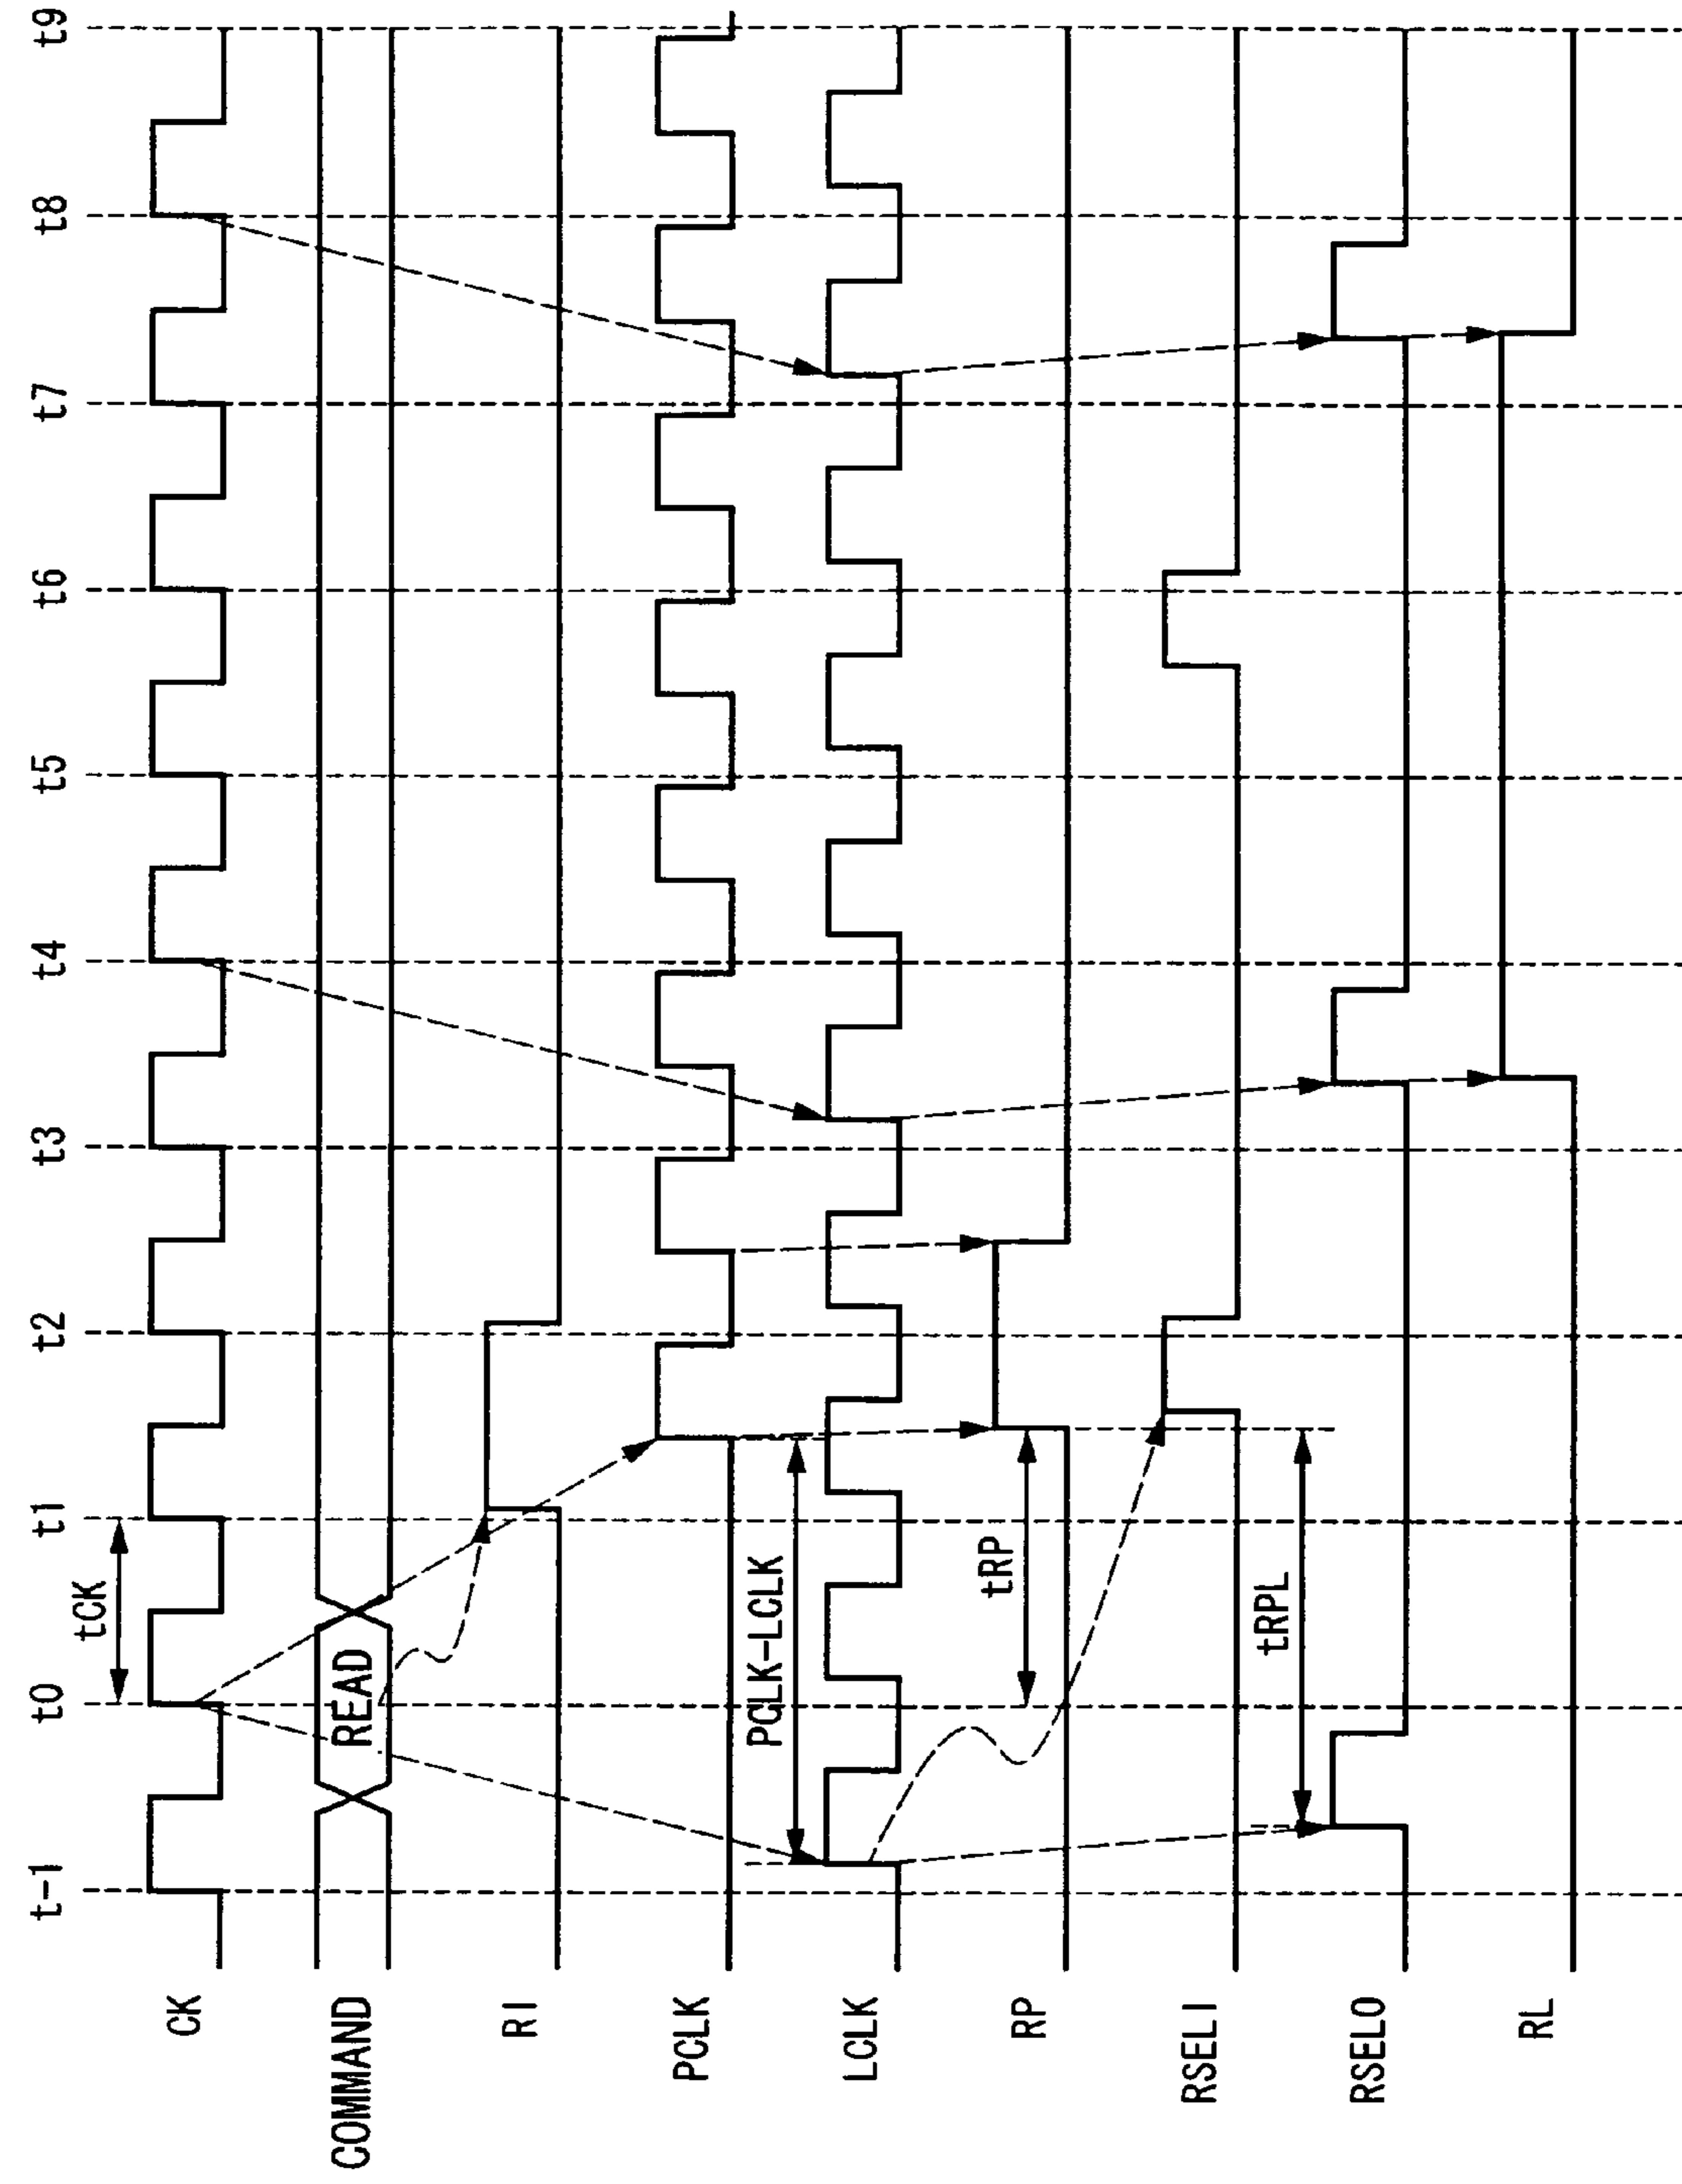 t-1 t0 t1 t2 t3 t4 t5 t6 t7 t8 t9
tCK
CK
COMMAND READ
RI
PCLK
PCLK-LCLK
LCLK
tRP
RP
RSELI
tRPL
RSELO
RL